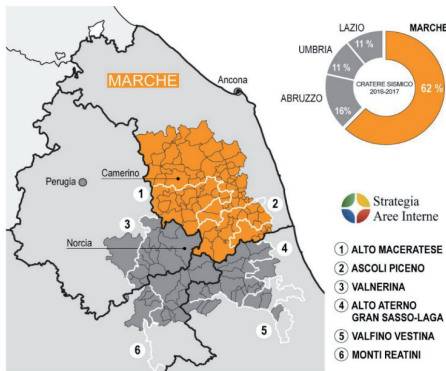 MARCHE
Ancona
Camerino
Perugia
Norcia
1
2
3
4
5
6
LAZIO
MARCHE
UMBRIA
ABRUZZO
11 %
11 %
16%
62 %
CRATERE SISMICO
2016-2017
Strategia
Aree Interne
1 ALTO MACERATESE
2 ASCOLI PICENO
3 VALNERINA
4 ALTO ATERNO
GRAN SASSO-LAGA
5 VALFINO VESTINA
6 MONTI REATINI